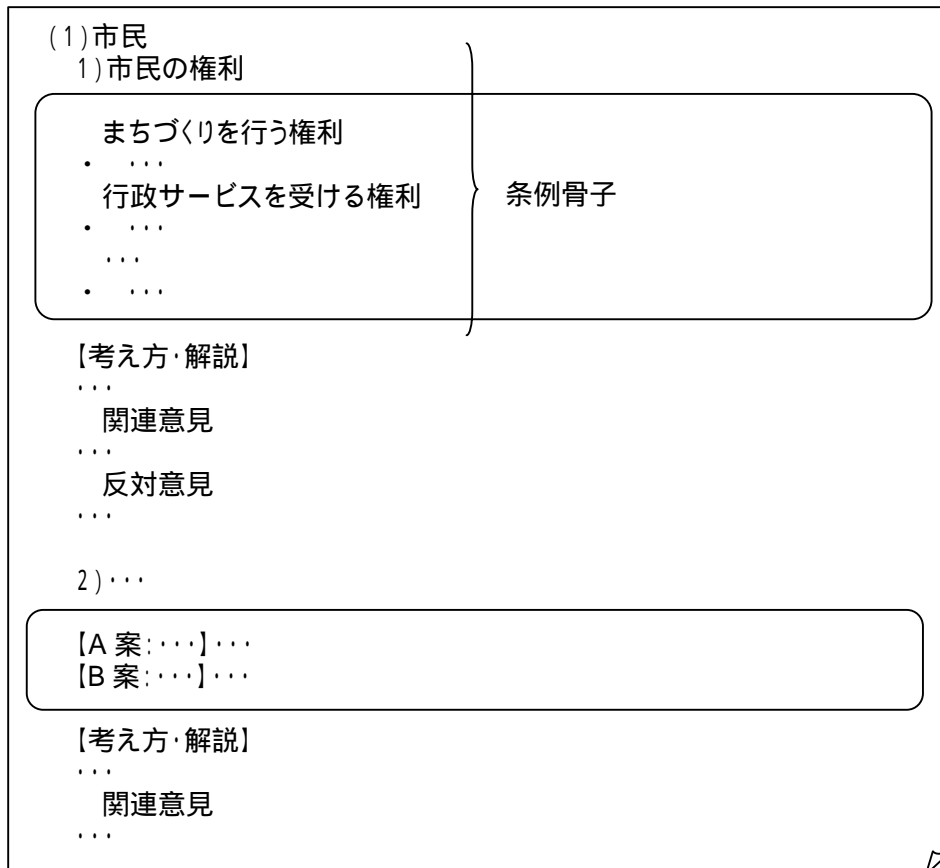 (1)市民
1)市民の権利
まちづくりを行う権利
・ ・・・
行政サービスを受ける権利
条例骨子
・ ・・・
・・・
・ ・・・
【考え方・解説】
・・・
関連意見
・・・
反対意見
・・・
2)・・・
【A 案:・・・】・・・
【B 案:・・・】・・・
【考え方・解説】
・・・
関連意見
・・・